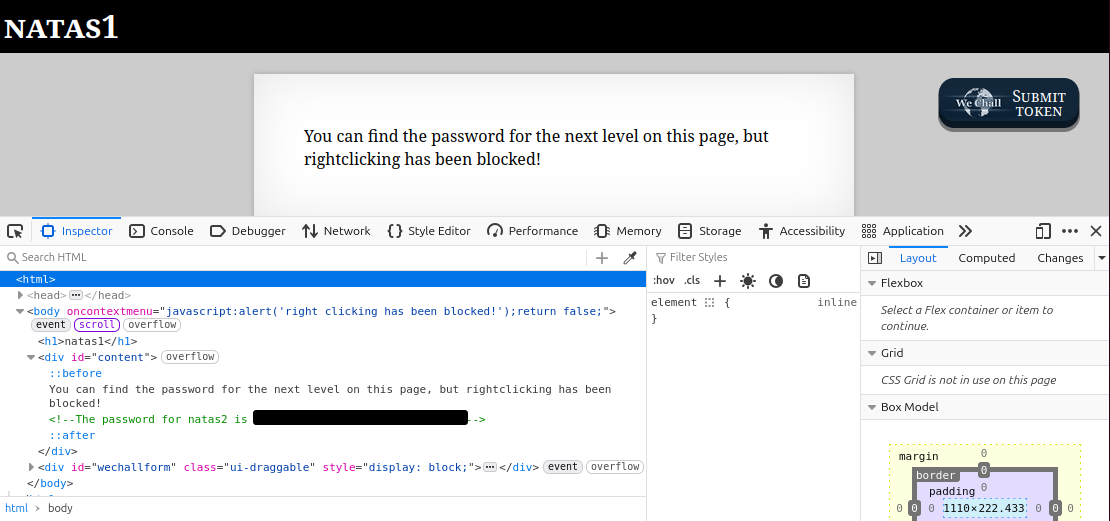 NATAS1
We Chall
SUBMIT
TOKEN
You can find the password for the next level on this page, but
rightclicking has been blocked!
Inspector Console Debugger Network Style Editor Performance Memory Storage Accessibility Application
Search HTML
Filter Styles
Layout Computed Changes
:hov .cls
<html>
<head> </head>
<body oncontextmenu="javascript:alert('right clicking has been blocked!');return false;">
event scroll overflow
<h1>natas1</h1>
<div id="content"> overflow
::before
You can find the password for the next level on this page, but rightclicking has been
blocked!
<!--The password for natas2 is -->
::after
</div>
<div id="wechallform" class="ui-draggable" style="display: block;"> </div> event overflow
</body>
html > body
element { inline
}
Flexbox
Select a Flex container or item to
continue.
Grid
CSS Grid is not in use on this page
Box Model
margin 0
border 0
padding 0
0 0 0 1110×222.433 0 0 0